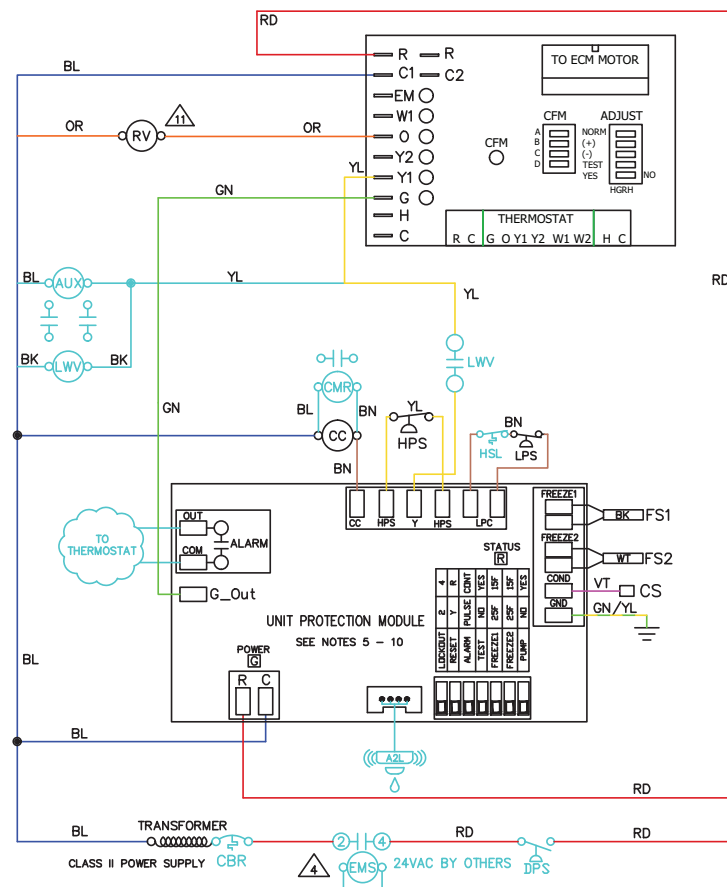 RD
R
R
TO ECM MOTOR
BL
C1
C2
EM
W1
CFM
ADJUST
OR
RV
11
OR
O
CFM
A
B
C
D
NORM
(+)
(-)
TEST
YES
NO
HGRH
Y2
YL
Y1
GN
G
H
THERMOSTAT
C
R C G O Y1 Y2 W1 W2 H C
BL
AUX
YL
YL
RD
BK
LWV
BK
LWV
GN
CMR
BL
BN
YL
HPS
BN
HSL
LPS
CC
BN
CC
HPS
Y
HPS
LPC
FREEZE1
BK
FS1
OUT
TO
THERMOSTAT
ALARM
COM
STATUS
R
FREEZE2
WT
FS2
COND
VT
CS
G_Out
GND
GN/YL
UNIT PROTECTION MODULE
SEE NOTES 5 - 10
LOCKOUT 2 4
RESET Y R
ALARM PULSE CONT
TEST NO YES
FREEZE1 25F 15F
FREEZE2 25F 15F
PUMP NO YES
BL
POWER
G
R C
BL
A2L
RD
BL
TRANSFORMER
2
4
RD
RD
CLASS II POWER SUPPLY
CBR
4
EMS
24VAC BY OTHERS
DPS